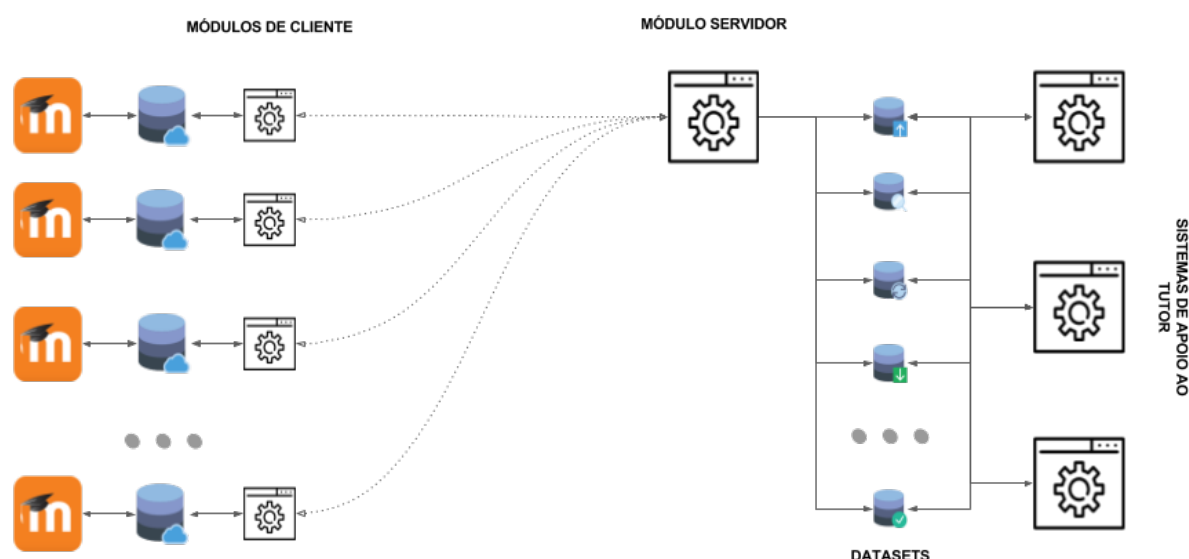 MÓDULOS DE CLIENTE
MÓDULO SERVIDOR
SISTEMAS DE APOIO AO
TUTOR
DATASETS